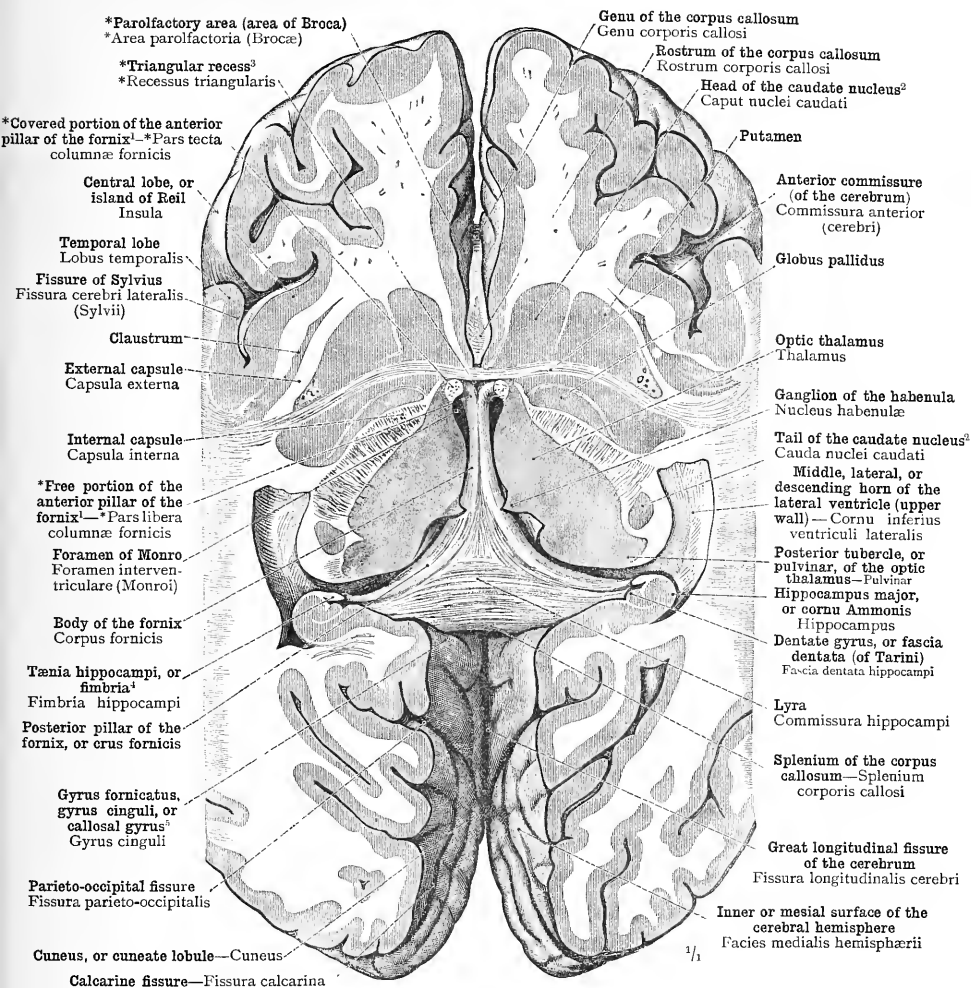 *Parolfactory area (area of Broca)
*Area parolfactoria (Brocæ)
*Triangular recess³
*Recessus triangularis
*Covered portion of the anterior
pillar of the fornix¹–*Pars tecta
columnæ fornicis
Central lobe, or
island of Reil
Insula
Temporal lobe
Lobus temporalis
Fissure of Sylvius
Fissura cerebri lateralis
(Sylvii)
Claustrum
External capsule
Capsula externa
Internal capsule
Capsula interna
*Free portion of the
anterior pillar of the
fornix¹—*Pars libera
columnæ fornicis
Foramen of Monro
Foramen interven-
triculare (Monroi)
Body of the fornix
Corpus fornicis
Tænia hippocampi, or
fimbria⁴
Fimbria hippocampi
Posterior pillar of the
fornix, or crus fornicis
Gyrus fornicatus,
gyrus cinguli, or
callosal gyrus⁵
Gyrus cinguli
Parieto-occipital fissure
Fissura parieto-occipitalis
Cuneus, or cuneate lobule—Cuneus
Calcarine fissure—Fissura calcarina
Genu of the corpus callosum
Genu corporis callosi
Rostrum of the corpus callosum
Rostrum corporis callosi
Head of the caudate nucleus²
Caput nuclei caudati
Putamen
Anterior commissure
(of the cerebrum)
Commissura anterior
(cerebri)
Globus pallidus
Optic thalamus
Thalamus
Ganglion of the habenula
Nucleus habenulæ
Tail of the caudate nucleus²
Cauda nuclei caudati
Middle, lateral, or
descending horn of the
lateral ventricle (upper
wall)—Cornu inferius
ventriculi lateralis
Posterior tubercle, or
pulvinar, of the optic
thalamus—Pulvinar
Hippocampus major,
or cornu Ammonis
Hippocampus
Dentate gyrus, or fascia
dentata (of Tarini)
Fascia dentata hippocampi
Lyra
Commissura hippocampi
Splenium of the corpus
callosum—Splenium
corporis callosi
Great longitudinal fissure
of the cerebrum
Fissura longitudinalis cerebri
Inner or mesial surface of the
cerebral hemisphere
Facies medialis hemisphærii
1/1